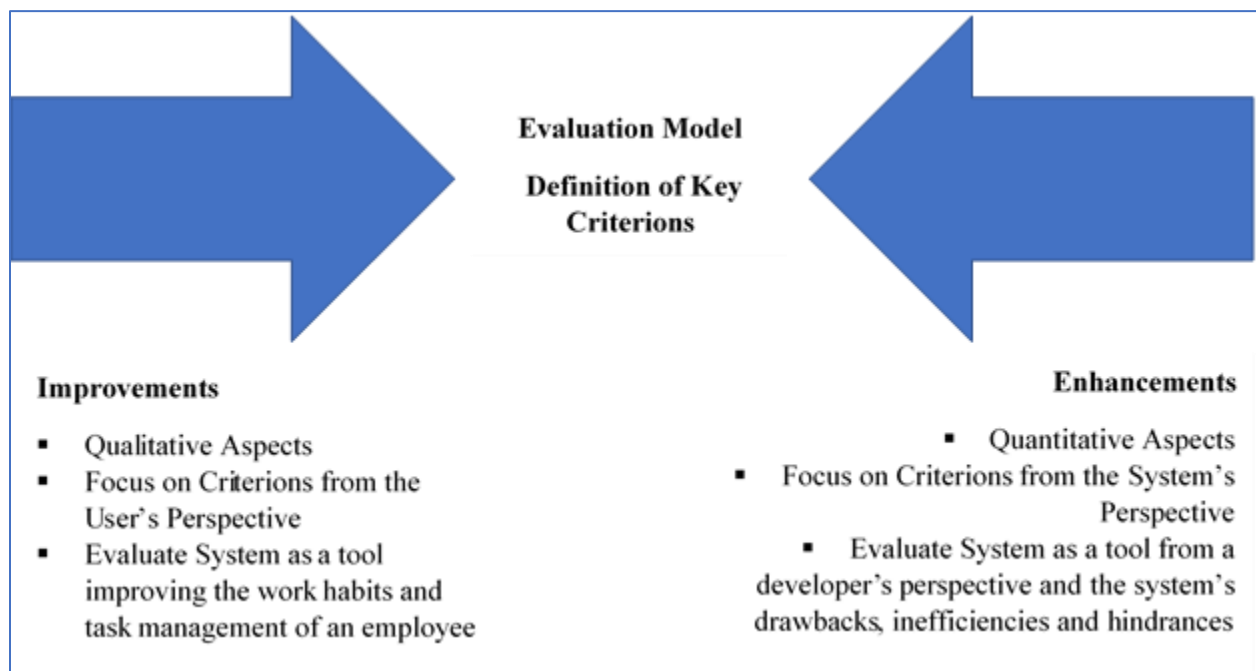 Evaluation Model
Definition of Key
Criterions
Improvements
▪ Qualitative Aspects
▪ Focus on Criterions from the
User’s Perspective
▪ Evaluate System as a tool
improving the work habits and
task management of an employee
Enhancements
▪ Quantitative Aspects
▪ Focus on Criterions from the System’s
Perspective
▪ Evaluate System as a tool from a
developer’s perspective and the system’s
drawbacks, inefficiencies and hindrances